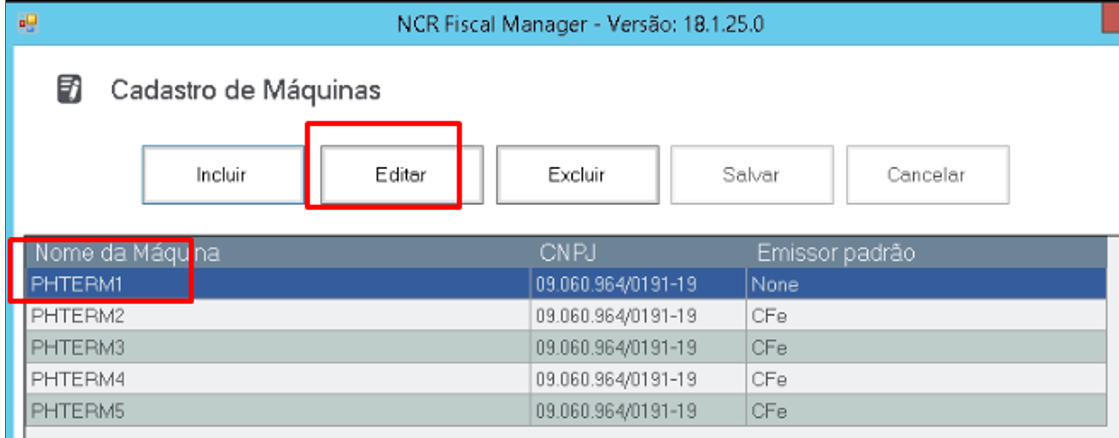 NCR Fiscal Manager - Versão: 18.1.25.0
Cadastro de Máquinas
Incluir Editar Excluir Salvar Cancelar
Nome da Máquina CNPJ Emissor padrão
PHTERM1 09.060.964/0191-19 None
PHTERM2 09.060.964/0191-19 CFe
PHTERM3 09.060.964/0191-19 CFe
PHTERM4 09.060.964/0191-19 CFe
PHTERM5 09.060.964/0191-19 CFe